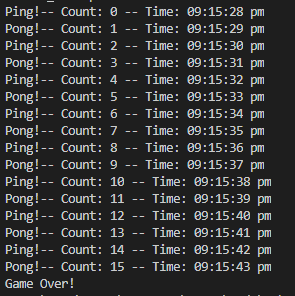 Ping!-- Count: 0 -- Time: 09:15:28 pm
Pong!-- Count: 1 -- Time: 09:15:29 pm
Ping!-- Count: 2 -- Time: 09:15:30 pm
Pong!-- Count: 3 -- Time: 09:15:31 pm
Ping!-- Count: 4 -- Time: 09:15:32 pm
Pong!-- Count: 5 -- Time: 09:15:33 pm
Ping!-- Count: 6 -- Time: 09:15:34 pm
Pong!-- Count: 7 -- Time: 09:15:35 pm
Ping!-- Count: 8 -- Time: 09:15:36 pm
Pong!-- Count: 9 -- Time: 09:15:37 pm
Ping!-- Count: 10 -- Time: 09:15:38 pm
Pong!-- Count: 11 -- Time: 09:15:39 pm
Ping!-- Count: 12 -- Time: 09:15:40 pm
Pong!-- Count: 13 -- Time: 09:15:41 pm
Ping!-- Count: 14 -- Time: 09:15:42 pm
Pong!-- Count: 15 -- Time: 09:15:43 pm
Game Over!